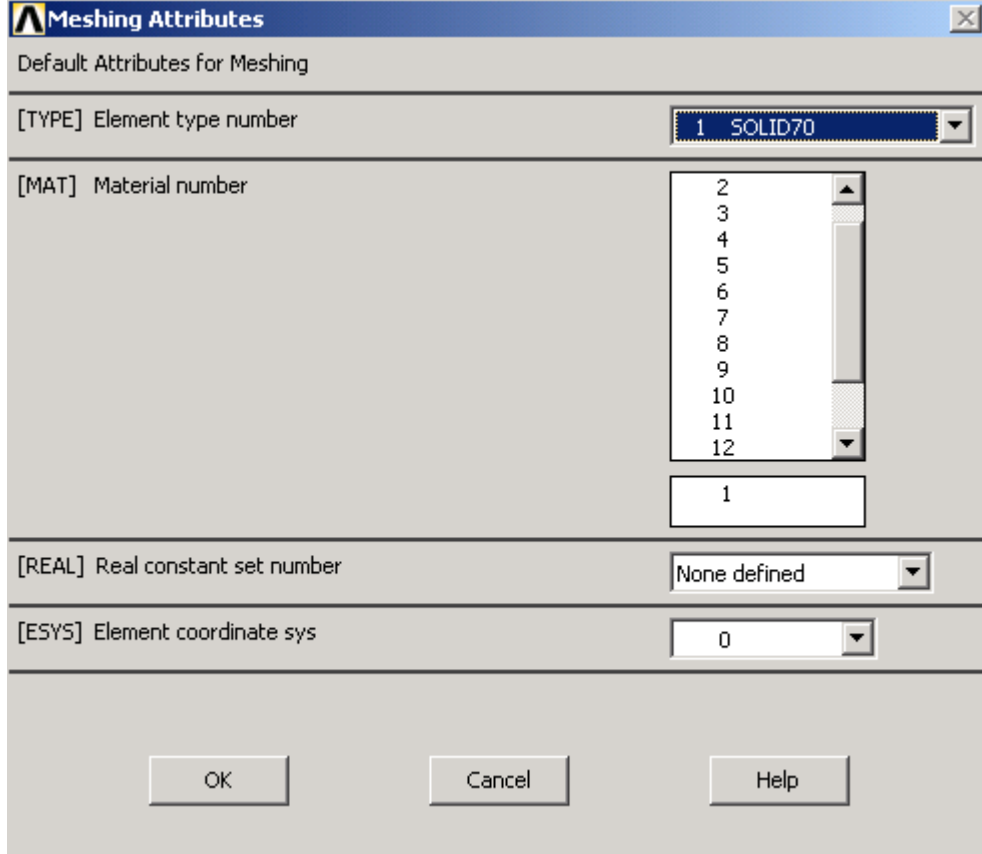 Meshing Attributes
Default Attributes for Meshing
[TYPE] Element type number
1 SOLID70
[MAT] Material number
2
3
4
5
6
7
8
9
10
11
12
1
[REAL] Real constant set number
None defined
[ESYS] Element coordinate sys
0
OK Cancel Help